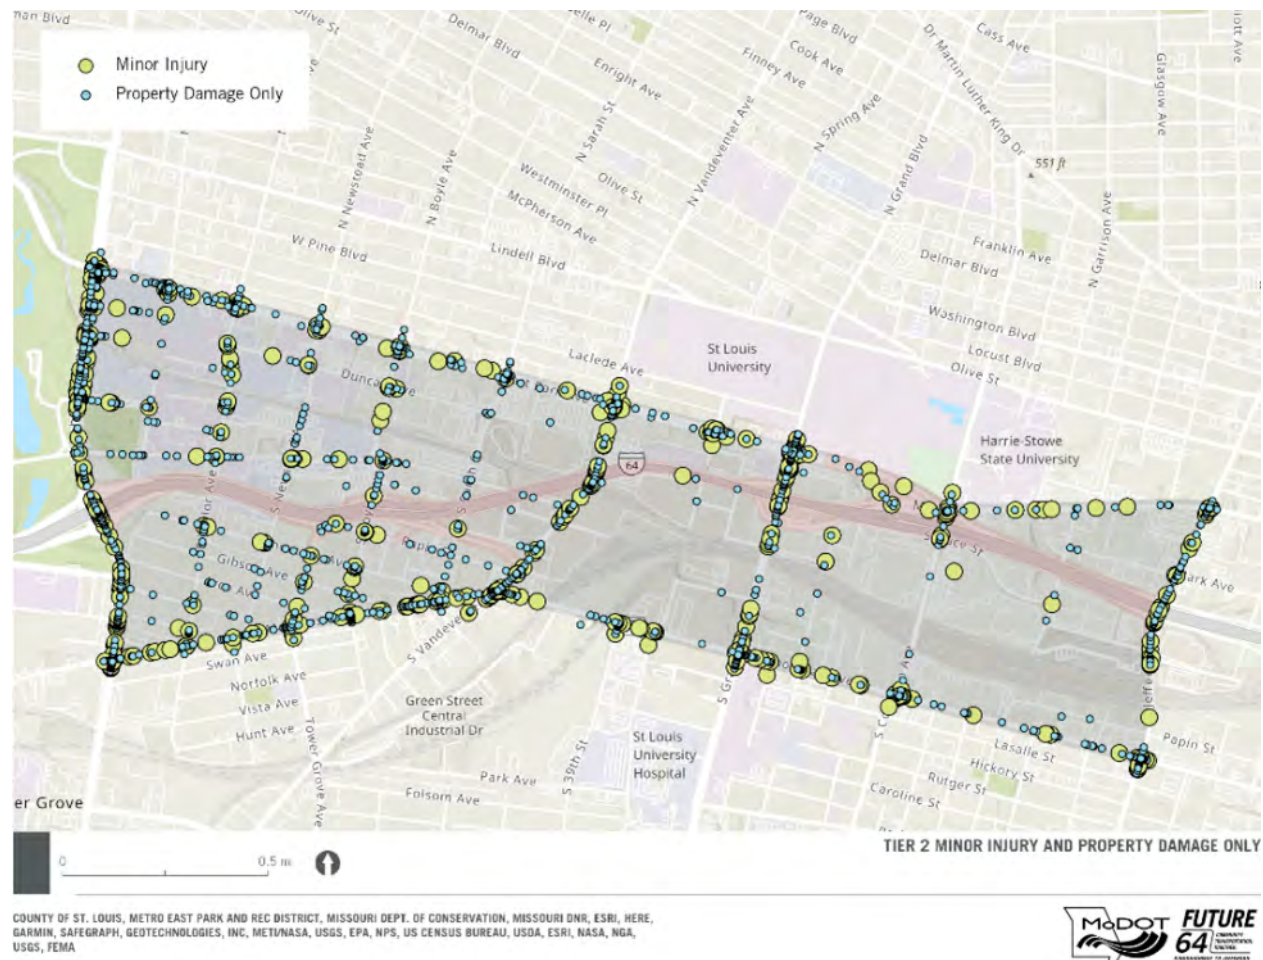 Minor Injury
Property Damage Only
Olive St
Delmar Blvd
Enright Ave
Page Blvd
Cook Ave
Finney Ave
Cass Ave
Dr Martin Luther King Dr
Glasgow Ave
N Sarah St
N Vandeventer Ave
N Spring Ave
N Grand Blvd
551 ft
N Newstead Ave
N Boyle Ave
Westminster Pl
Olive St
McPherson Ave
W Pine Blvd
Lindell Blvd
N Garrison Ave
Franklin Ave
Delmar Blvd
Washington Blvd
Locust Blvd
Olive St
Laclede Ave
St Louis
University
Harrie-Stowe
State University
64
Gibson Ave
Swan Ave
Norfolk Ave
Vista Ave
Hunt Ave
Tower Grove Ave
Green Street
Central
Industrial Dr
Park Ave
Folsom Ave
S 39th St
St Louis
University
Hospital
Papin St
Lasalle St
Hickory St
Rutger St
Caroline St
er Grove
TIER 2 MINOR INJURY AND PROPERTY DAMAGE ONLY
0 0.5 mi
COUNTY OF ST. LOUIS, METRO EAST PARK AND REC DISTRICT, MISSOURI DEPT. OF CONSERVATION, MISSOURI DNR, ESRI, HERE,
GARMIN, SAFEGRAPH, GEOTECHNOLOGIES, INC, METI/NASA, USGS, EPA, NPS, US CENSUS BUREAU, USDA, ESRI, NASA, NGA,
USGS, FEMA
MoDOT
FUTURE
64